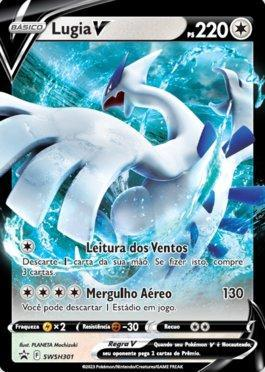 BÁSICO Lugia V PS 220
Leitura dos Ventos
Descarte 1 carta da sua mão. Se fizer isto, compre
3 cartas.
Mergulho Aéreo 130
Você pode descartar 1 Estádio em jogo.
Fraqueza ×2 Resistência -30 Recuo
Ilust. PLANETA Mochizuki
Regra V Quando seu Pokémon V é Nocauteado,
seu oponente pega 2 cartas de Prêmio.
F SWSH301
©2023 Pokémon/Nintendo/Creatures/GAME FREAK